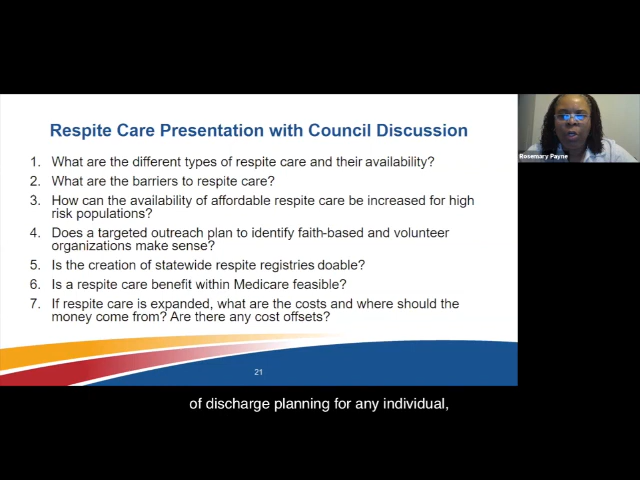 Respite Care Presentation with Council Discussion
1. What are the different types of respite care and their availability?
2. What are the barriers to respite care?
3. How can the availability of affordable respite care be increased for high
risk populations?
4. Does a targeted outreach plan to identify faith-based and volunteer
organizations make sense?
5. Is the creation of statewide respite registries doable?
6. Is a respite care benefit within Medicare feasible?
7. If respite care is expanded, what are the costs and where should the
money come from? Are there any cost offsets?
21
Rosemary Payne
of discharge planning for any individual,